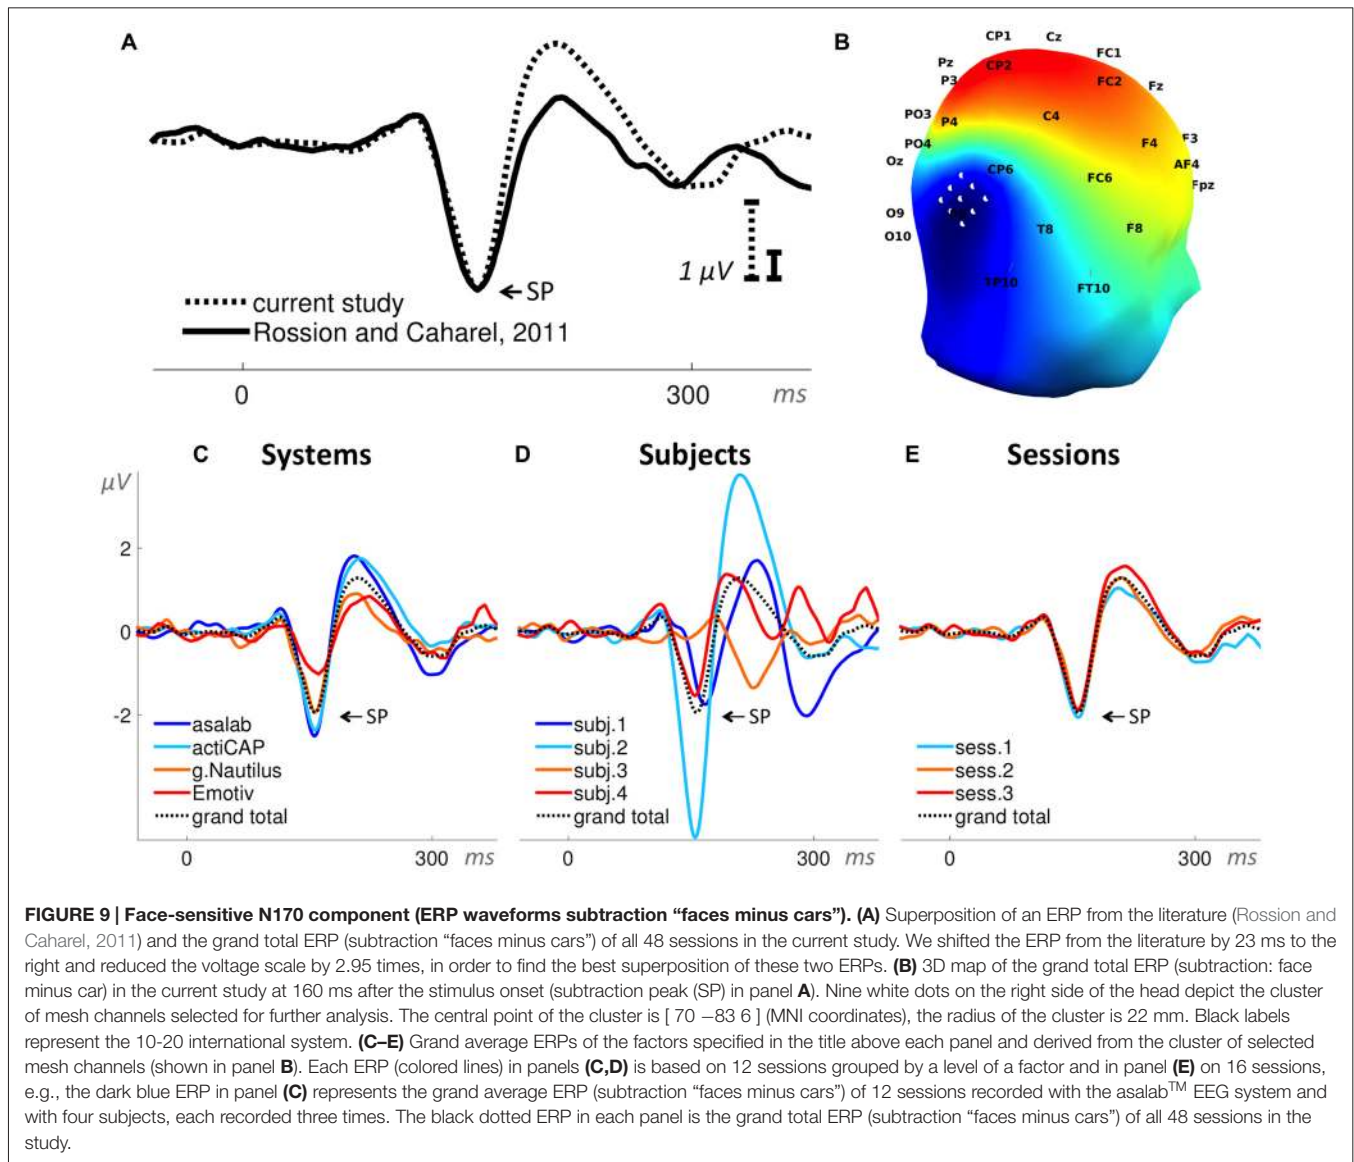 A
1 µV
SP
current study
Rossion and Caharel, 2011
0
300
ms
B
CP1
Cz
FC1
Pz
CP2
P3
FC2
Fz
PO3
P4
C4
PO4
F4
F3
Oz
CP6
AF4
FC6
Fpz
O9
O10
T8
F8
FT10
C
Systems
µV
2
0
-2
SP
asalab
actiCAP
g.Nautilus
Emotiv
grand total
0
300
ms
D
Subjects
SP
subj.1
subj.2
subj.3
subj.4
grand total
0
300
ms
E
Sessions
SP
sess.1
sess.2
sess.3
grand total
0
300
ms
FIGURE 9 | Face-sensitive N170 component (ERP waveforms subtraction “faces minus cars”). (A) Superposition of an ERP from the literature (Rossion and
Caharel, 2011) and the grand total ERP (subtraction “faces minus cars”) of all 48 sessions in the current study. We shifted the ERP from the literature by 23 ms to the
right and reduced the voltage scale by 2.95 times, in order to find the best superposition of these two ERPs. (B) 3D map of the grand total ERP (subtraction: face
minus car) in the current study at 160 ms after the stimulus onset (subtraction peak (SP) in panel A). Nine white dots on the right side of the head depict the cluster
of mesh channels selected for further analysis. The central point of the cluster is [ 70 −83 6 ] (MNI coordinates), the radius of the cluster is 22 mm. Black labels
represent the 10-20 international system. (C–E) Grand average ERPs of the factors specified in the title above each panel and derived from the cluster of selected
mesh channels (shown in panel B). Each ERP (colored lines) in panels (C,D) is based on 12 sessions grouped by a level of a factor and in panel (E) on 16 sessions,
e.g., the dark blue ERP in panel (C) represents the grand average ERP (subtraction “faces minus cars”) of 12 sessions recorded with the asalab™ EEG system and
with four subjects, each recorded three times. The black dotted ERP in each panel is the grand total ERP (subtraction “faces minus cars”) of all 48 sessions in the
study.